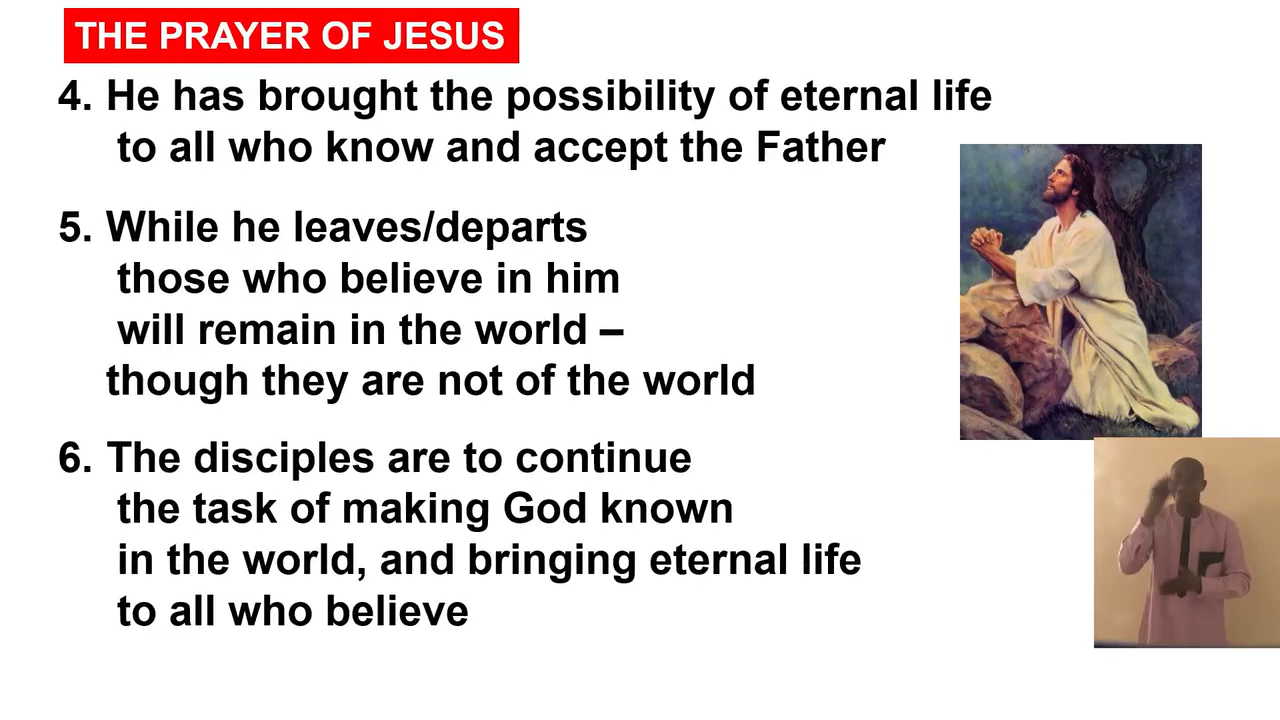 THE PRAYER OF JESUS
4. He has brought the possibility of eternal life
to all who know and accept the Father
5. While he leaves/departs
those who believe in him
will remain in the world –
though they are not of the world
6. The disciples are to continue
the task of making God known
in the world, and bringing eternal life
to all who believe